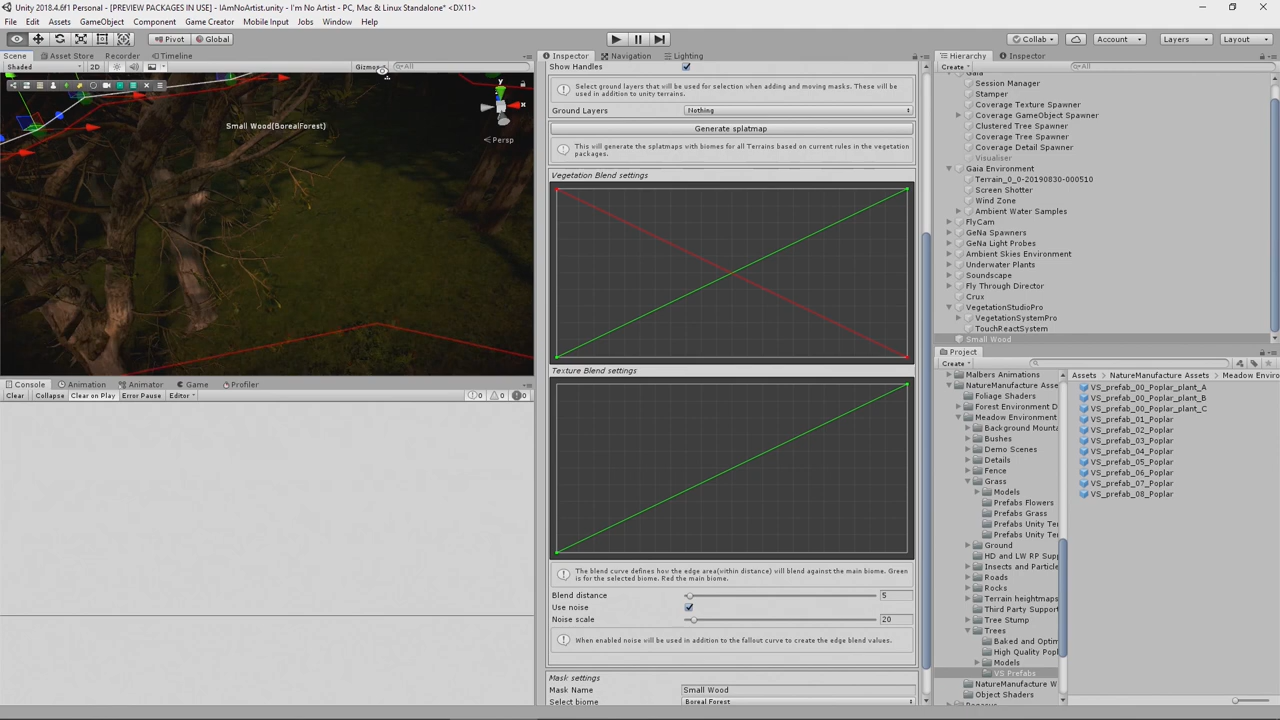 Unity 2018.4.6f1 Personal - [PREVIEW PACKAGES IN USE] - IAmNoArtist.unity - I'm No Artist - PC, Mac & Linux Standalone* <DX11>
File Edit Assets GameObject Component Game Creator Mobile Input Jobs Window Help
Pivot Global Collab Account Layers Layout
Scene Asset Store Recorder Timeline
Shaded 2D Gizmos All
y
Small Wood(BorealForest)
x
Persp
Console Animation Animator Game Profiler
Clear Collapse Clear on Play Error Pause Editor 0 0 0
Inspector Navigation Lighting
Show Handles
Select ground layers that will be used for selection when adding and moving masks. These will be
used in addition to unity terrains.
Ground Layers Nothing
Generate splatmap
This will generate the splatmaps with biomes for all Terrains based on current rules in the vegetation
packages.
Vegetation Blend settings
Texture Blend settings
The blend curve defines how the edge area(within distance) will blend against the main biome. Green
is for the selected biome. Red the main biome.
Blend distance 5
Use noise
Noise scale 20
When enabled noise will be used in addition to the fallout curve to create the edge blend values.
Mask settings
Mask Name Small Wood
Select biome Boreal Forest
Hierarchy Inspector
Create All
Gaia
Session Manager
Stamper
Coverage Texture Spawner
Coverage GameObject Spawner
Clustered Tree Spawner
Coverage Tree Spawner
Coverage Detail Spawner
Visualiser
Gaia Environment
Terrain_0_0-20190830-000510
Screen Shotter
Wind Zone
Ambient Water Samples
FlyCam
GeNa Spawners
GeNa Light Probes
Ambient Skies Environment
Underwater Plants
Soundscape
Fly Through Director
Crux
VegetationStudioPro
VegetationSystemPro
TouchReactSystem
Small Wood
Project
Create
Malbers Animations
NatureManufacture Asse
Foliage Shaders
Forest Environment D
Meadow Environment
Background Mounta
Bushes
Demo Scenes
Details
Fence
Grass
Models
Prefabs Flowers
Prefabs Grass
Prefabs Unity Te
Prefabs Unity Te
Ground
HD and LW RP Supp
Insects and Particle
Roads
Rocks
Terrain heightmaps
Third Party Support
Tree Stump
Trees
Baked and Optim
High Quality Popl
Models
VS Prefabs
NatureManufacture W
Object Shaders
Pegasus
Assets NatureManufacture Assets Meadow Enviro
VS_prefab_00_Poplar_plant_A
VS_prefab_00_Poplar_plant_B
VS_prefab_00_Poplar_plant_C
VS_prefab_01_Poplar
VS_prefab_02_Poplar
VS_prefab_03_Poplar
VS_prefab_04_Poplar
VS_prefab_05_Poplar
VS_prefab_06_Poplar
VS_prefab_07_Poplar
VS_prefab_08_Poplar